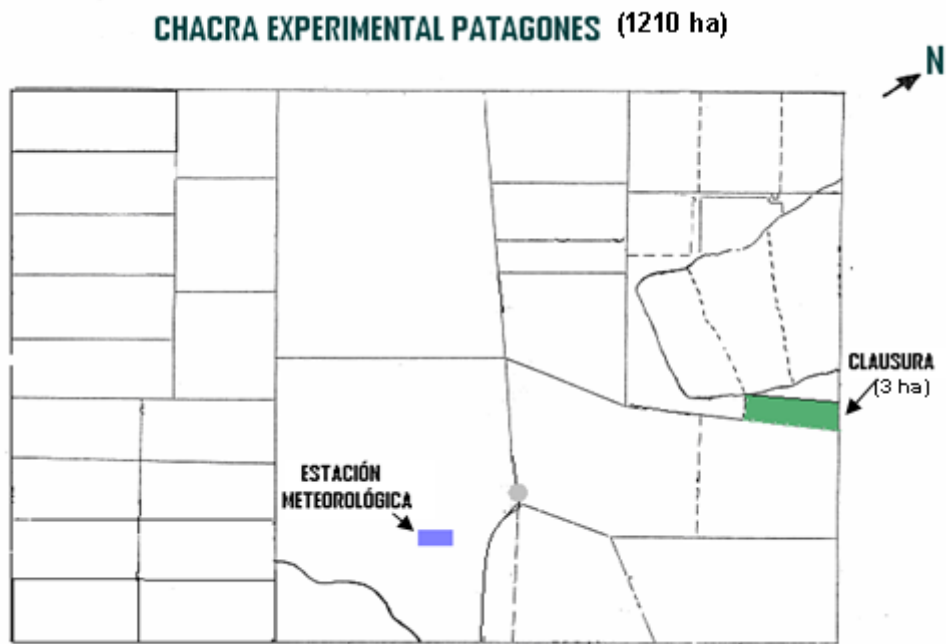 CHACRA EXPERIMENTAL PATAGONES (1210 ha)
N
CLAUSURA
(3 ha)
ESTACIÓN
METEOROLÓGICA